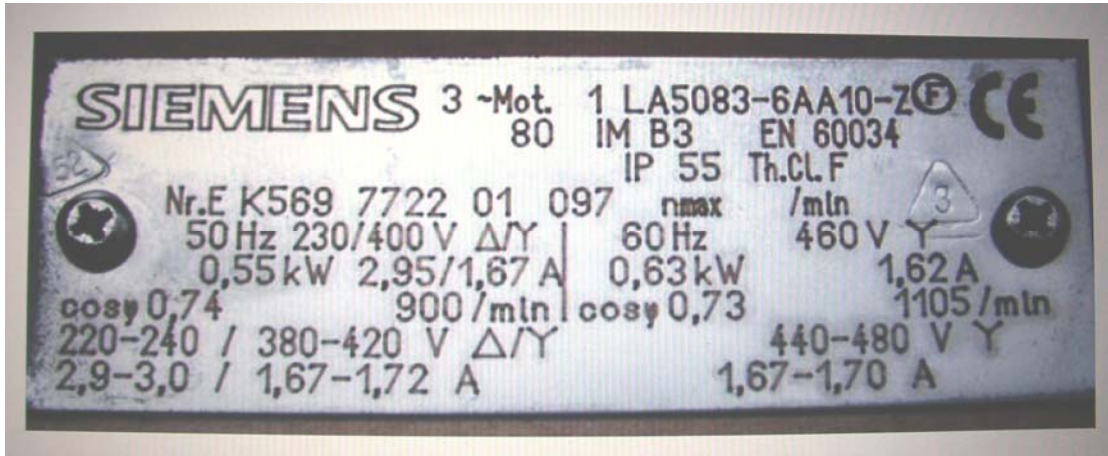 SIEMENS 3 ~Mot. 1 LA5083-6AA10-Z F CE
80 IM B3 EN 60034
IP 55 Th.Cl.F
52
3
Nr.E K569 7722 01 097 nmax /min
50 Hz 230/400 V Δ/Y 60 Hz 460 V Y
0,55 kW 2,95/1,67 A 0,63 kW 1,62 A
cosφ 0,74 900 /min cosφ 0,73 1105 /min
220-240 / 380-420 V Δ/Y 440-480 V Y
2,9-3,0 / 1,67-1,72 A 1,67-1,70 A